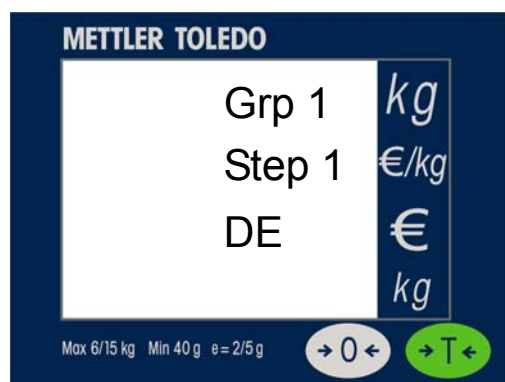 METTLER TOLEDO
Grp 1 kg
Step 1 €/kg
DE €
kg
Max 6/15 kg Min 40 g e = 2/5 g →0← →T←